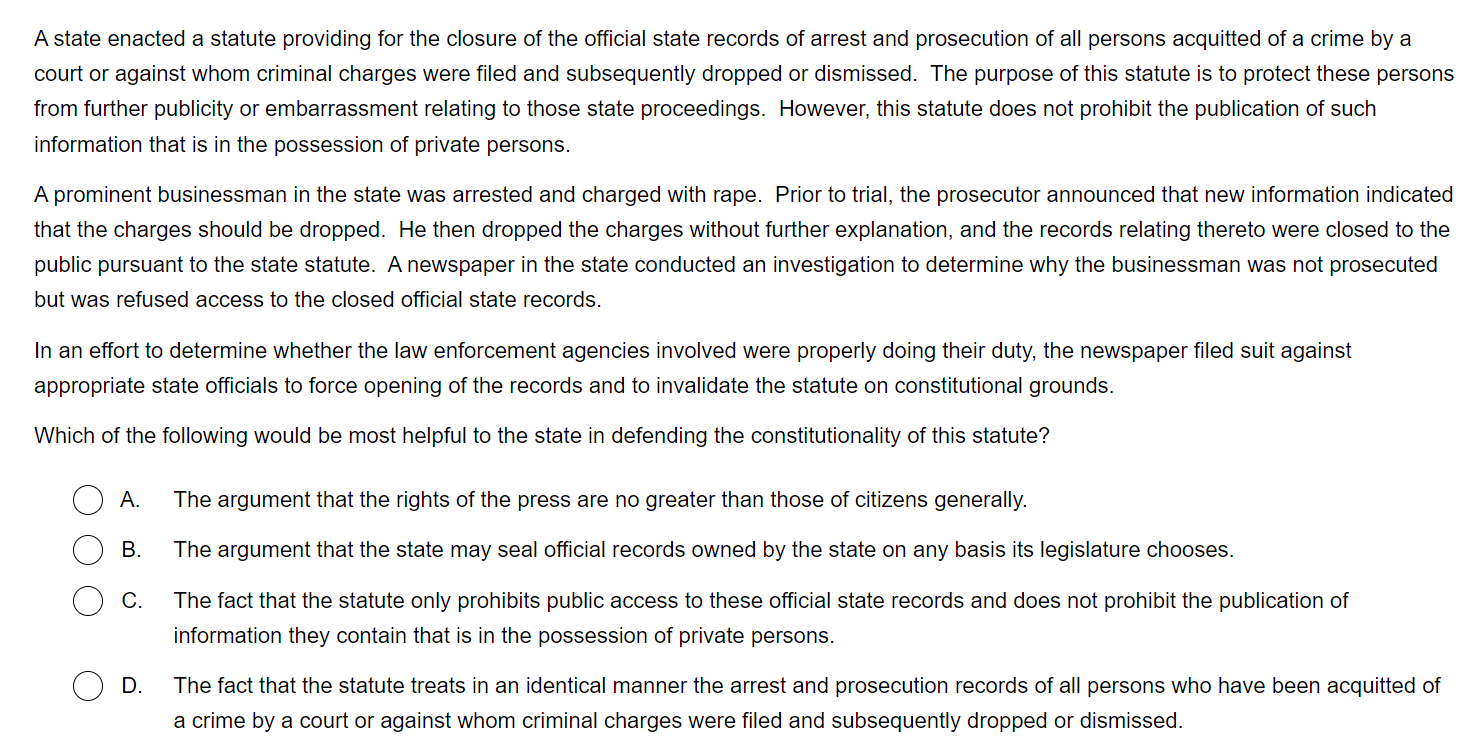 A state enacted a statute providing for the closure of the official state records of arrest and prosecution of all persons acquitted of a crime by a
court or against whom criminal charges were filed and subsequently dropped or dismissed.  The purpose of this statute is to protect these persons
from further publicity or embarrassment relating to those state proceedings.  However, this statute does not prohibit the publication of such
information that is in the possession of private persons.
A prominent businessman in the state was arrested and charged with rape.  Prior to trial, the prosecutor announced that new information indicated
that the charges should be dropped.  He then dropped the charges without further explanation, and the records relating thereto were closed to the
public pursuant to the state statute.  A newspaper in the state conducted an investigation to determine why the businessman was not prosecuted
but was refused access to the closed official state records.
In an effort to determine whether the law enforcement agencies involved were properly doing their duty, the newspaper filed suit against
appropriate state officials to force opening of the records and to invalidate the statute on constitutional grounds.
Which of the following would be most helpful to the state in defending the constitutionality of this statute?
A. The argument that the rights of the press are no greater than those of citizens generally.
B. The argument that the state may seal official records owned by the state on any basis its legislature chooses.
C. The fact that the statute only prohibits public access to these official state records and does not prohibit the publication of
information they contain that is in the possession of private persons.
D. The fact that the statute treats in an identical manner the arrest and prosecution records of all persons who have been acquitted of
a crime by a court or against whom criminal charges were filed and subsequently dropped or dismissed.